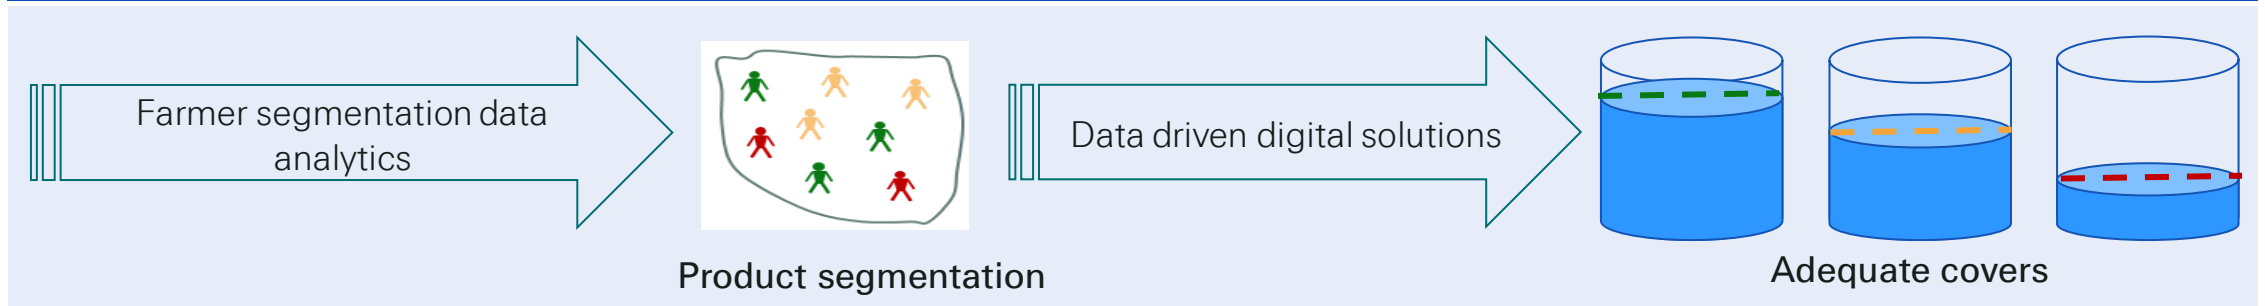 Farmer segmentation data
analytics
Product segmentation
Data driven digital solutions
Adequate covers